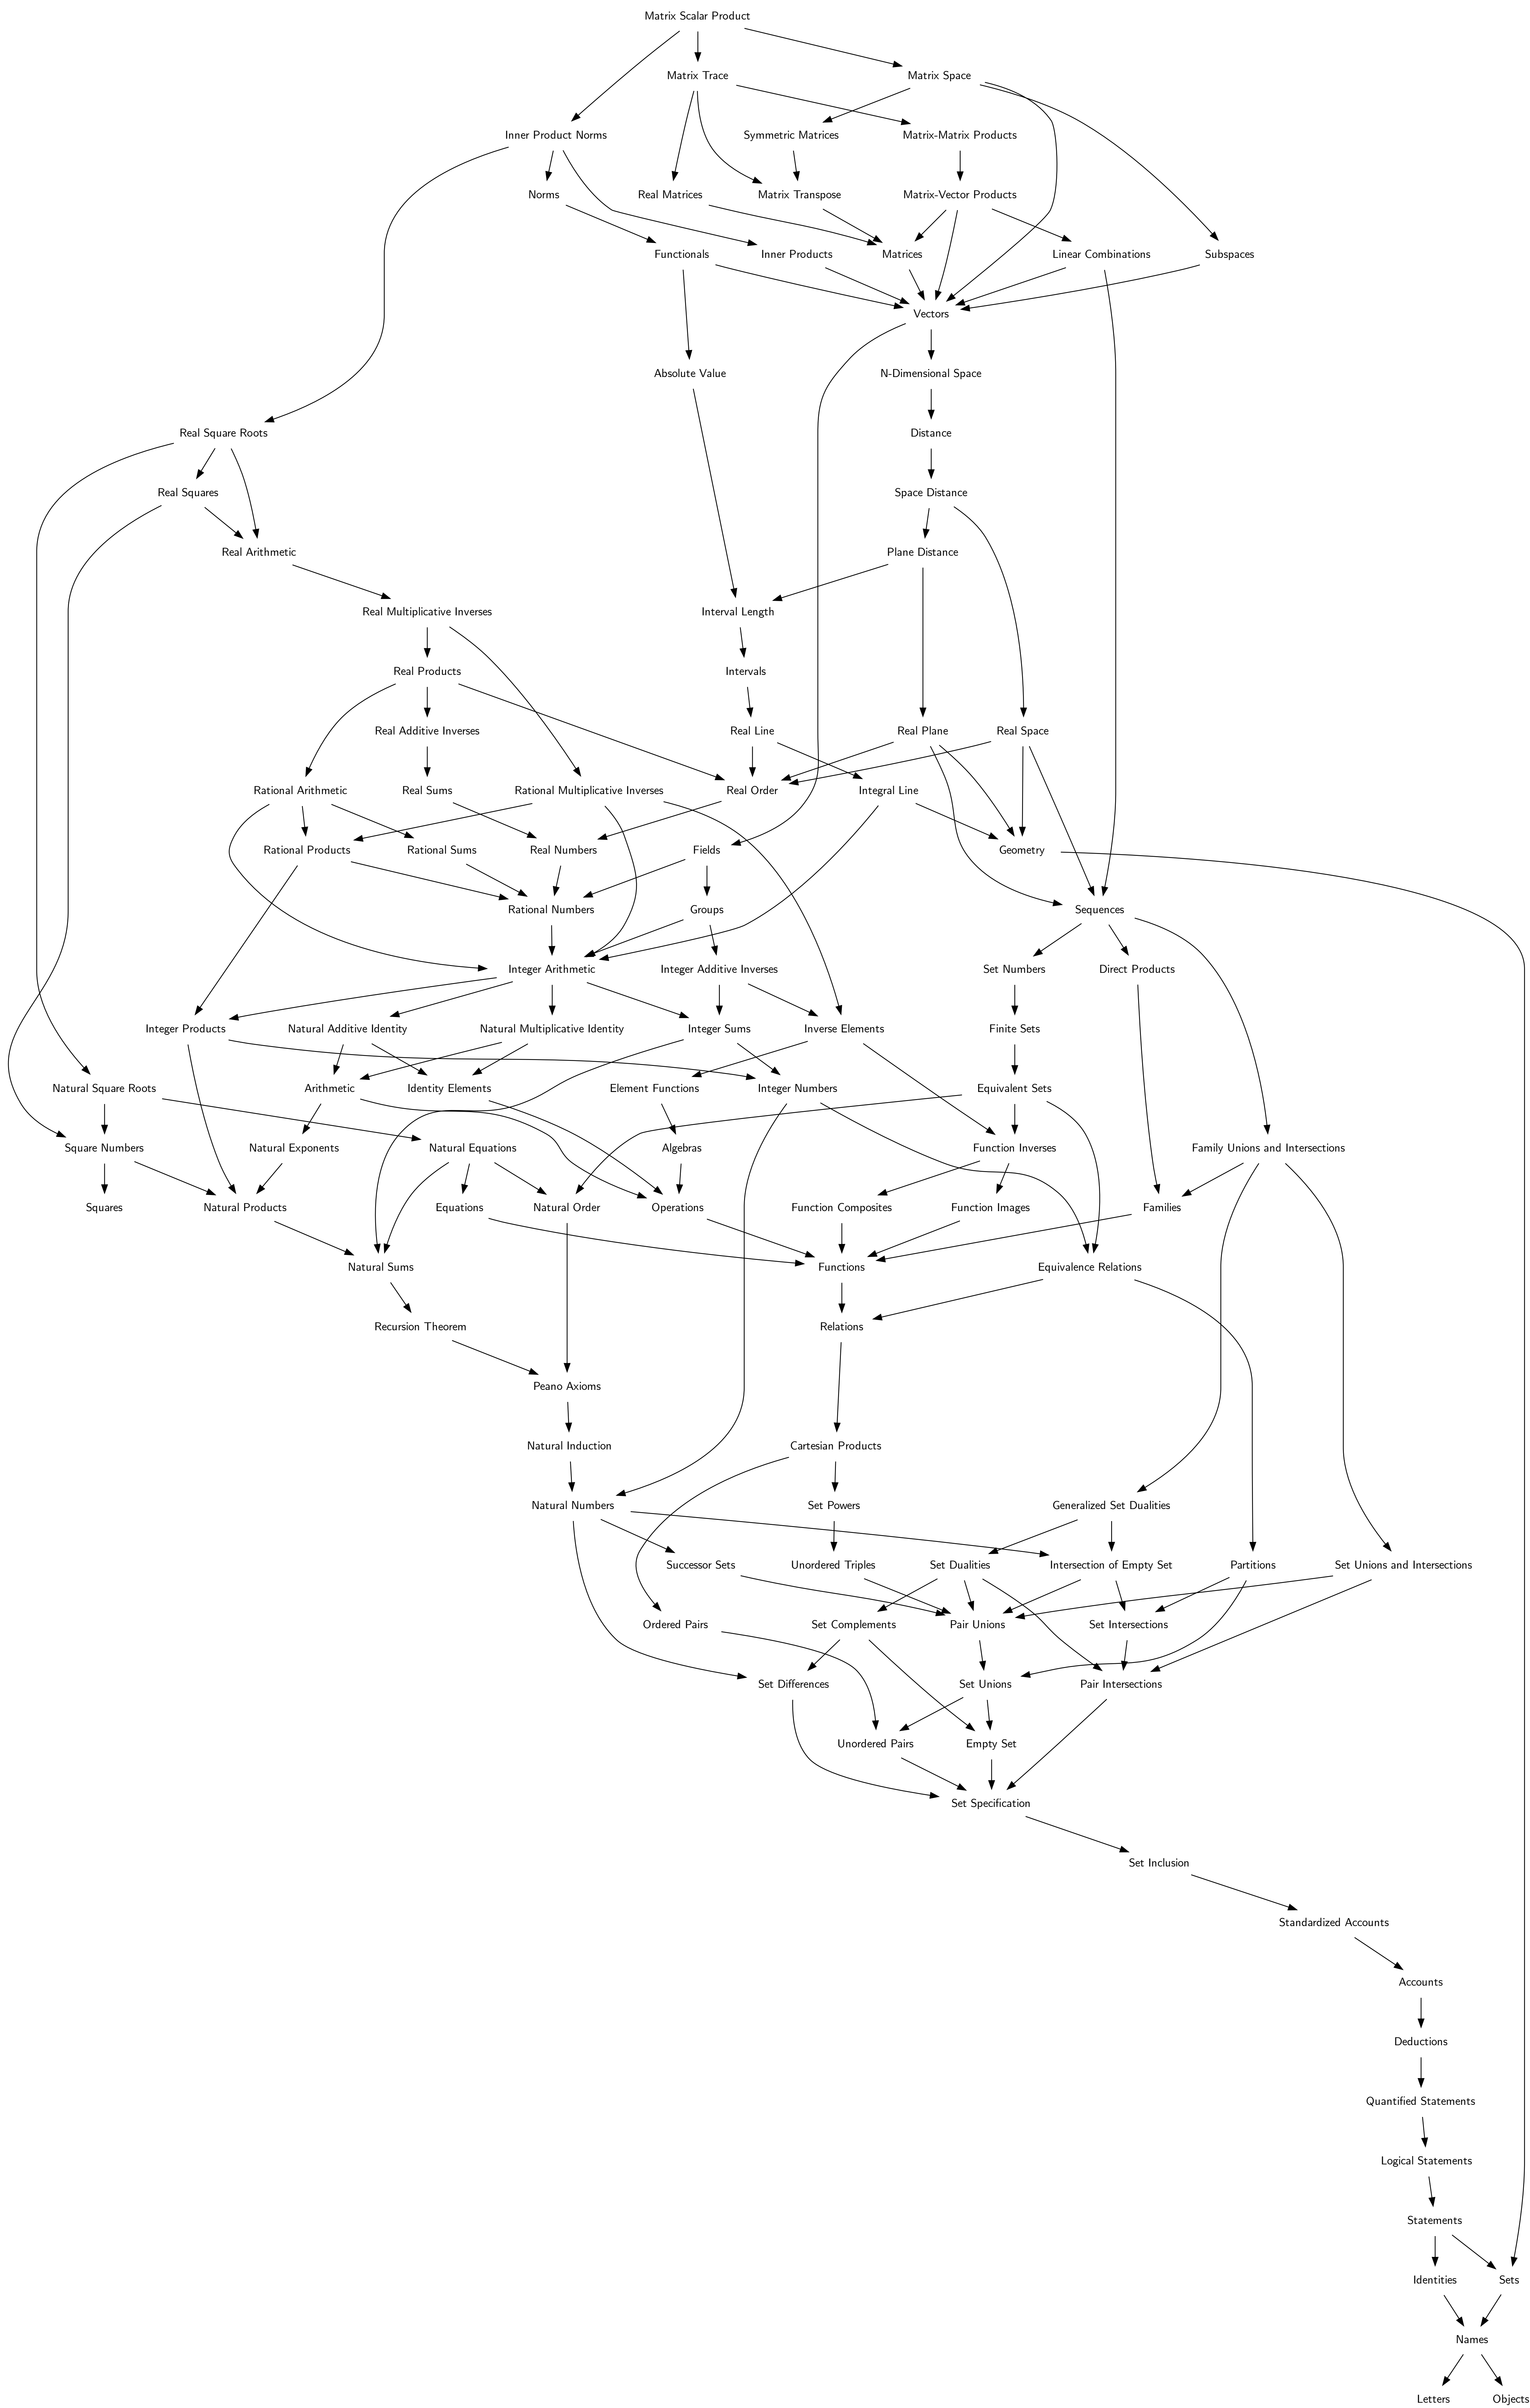 Matrix Scalar Product
Matrix Trace
Matrix Space
Inner Product Norms
Symmetric Matrices
Matrix-Matrix Products
Norms
Real Matrices
Matrix Transpose
Matrix-Vector Products
Functionals
Inner Products
Matrices
Linear Combinations
Subspaces
Vectors
Absolute Value
N-Dimensional Space
Real Square Roots
Distance
Real Squares
Space Distance
Real Arithmetic
Plane Distance
Real Multiplicative Inverses
Interval Length
Real Products
Intervals
Real Additive Inverses
Real Line
Real Plane
Real Space
Rational Arithmetic
Real Sums
Rational Multiplicative Inverses
Real Order
Integral Line
Rational Products
Rational Sums
Real Numbers
Fields
Geometry
Rational Numbers
Groups
Sequences
Integer Arithmetic
Integer Additive Inverses
Set Numbers
Direct Products
Integer Products
Natural Additive Identity
Natural Multiplicative Identity
Integer Sums
Inverse Elements
Finite Sets
Natural Square Roots
Arithmetic
Identity Elements
Element Functions
Integer Numbers
Equivalent Sets
Square Numbers
Natural Exponents
Natural Equations
Algebras
Function Inverses
Family Unions and Intersections
Squares
Natural Products
Equations
Natural Order
Operations
Function Composites
Function Images
Families
Natural Sums
Functions
Equivalence Relations
Recursion Theorem
Relations
Peano Axioms
Natural Induction
Cartesian Products
Natural Numbers
Set Powers
Generalized Set Dualities
Successor Sets
Unordered Triples
Set Dualities
Intersection of Empty Set
Partitions
Set Unions and Intersections
Ordered Pairs
Set Complements
Pair Unions
Set Intersections
Set Differences
Set Unions
Pair Intersections
Unordered Pairs
Empty Set
Set Specification
Set Inclusion
Standardized Accounts
Accounts
Deductions
Quantified Statements
Logical Statements
Statements
Identities
Sets
Names
Letters
Objects